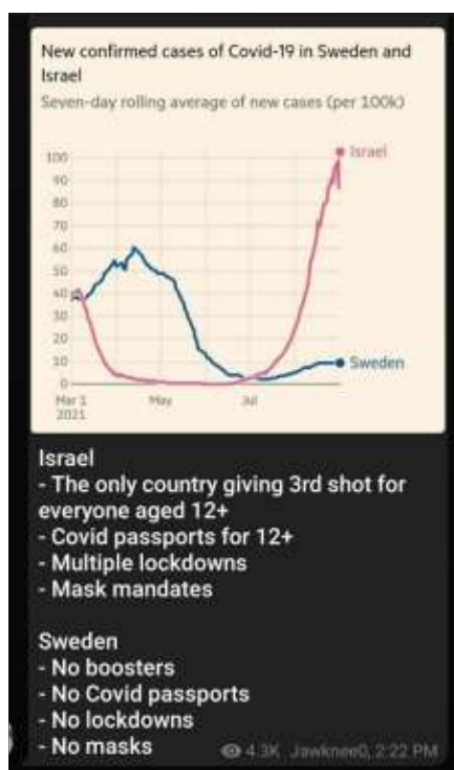 New confirmed cases of Covid-19 in Sweden and
Israel
Seven-day rolling average of new cases (per 100k)
100
90
80
70
60
50
40
30
20
10
0
Israel
Sweden
Mar 1
2021
May
Jul
Israel
- The only country giving 3rd shot for
everyone aged 12+
- Covid passports for 12+
- Multiple lockdowns
- Mask mandates
Sweden
- No boosters
- No Covid passports
- No lockdowns
- No masks
4.3K Jawknee0, 2:22 PM